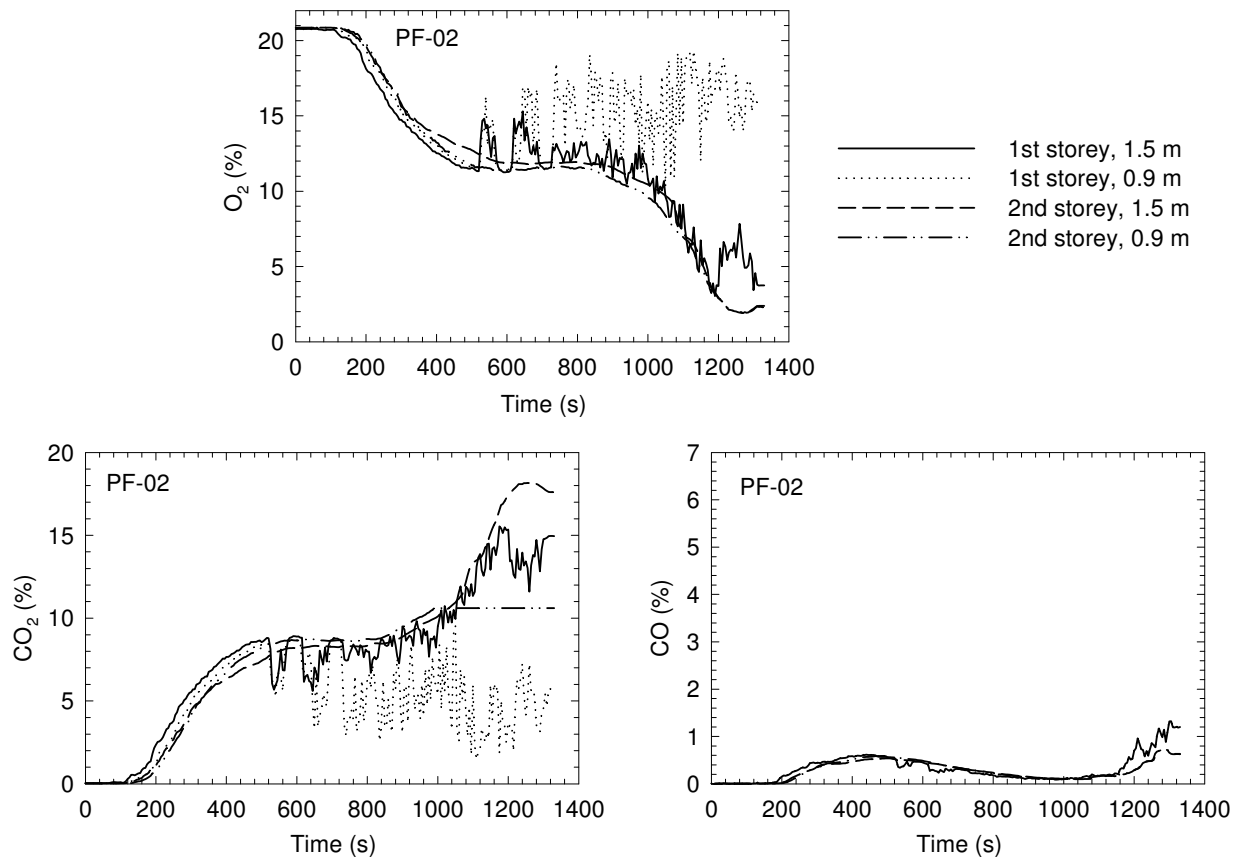 PF-02
20
15
10
5
0
O2 (%)
0 200 400 600 800 1000 1200 1400
Time (s)
1st storey, 1.5 m
1st storey, 0.9 m
2nd storey, 1.5 m
2nd storey, 0.9 m
PF-02
20
15
10
5
0
CO2 (%)
0 200 400 600 800 1000 1200 1400
Time (s)
PF-02
7
6
5
4
3
2
1
0
CO (%)
0 200 400 600 800 1000 1200 1400
Time (s)